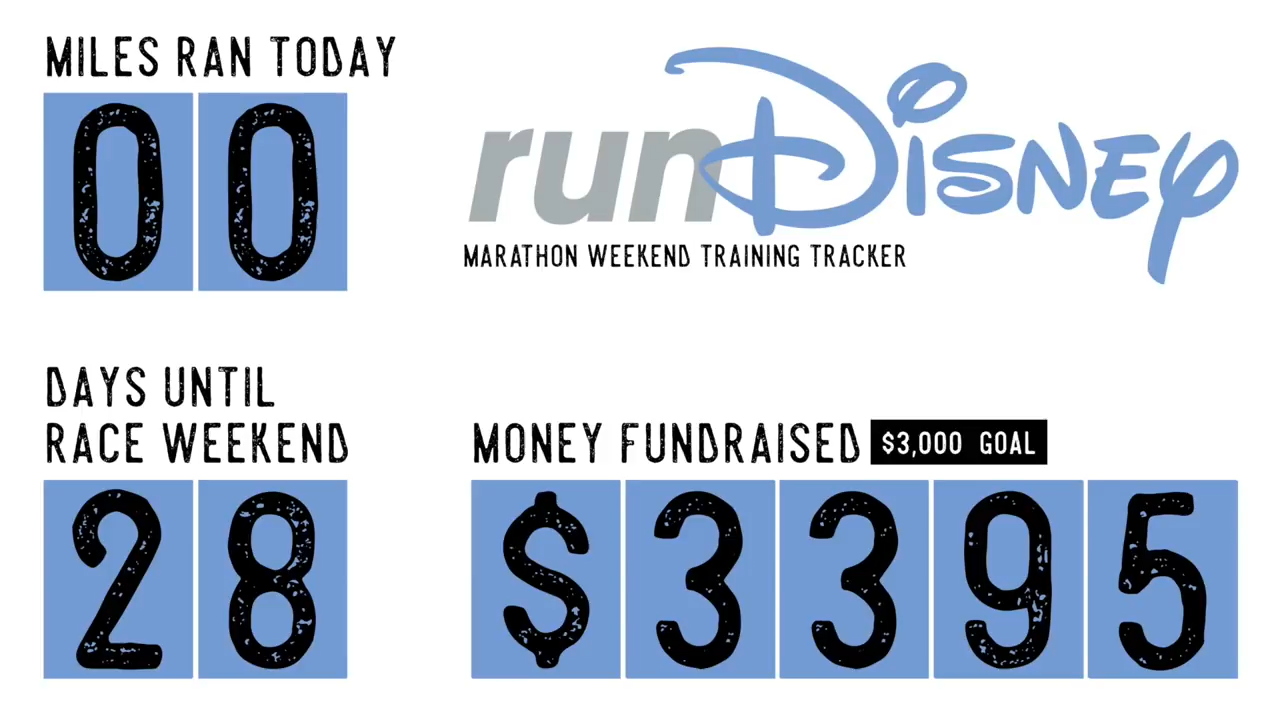 MILES RAN TODAY
00
runDisney
MARATHON WEEKEND TRAINING TRACKER
DAYS UNTIL
RACE WEEKEND
28
MONEY FUNDRAISED $3,000 GOAL
$3395